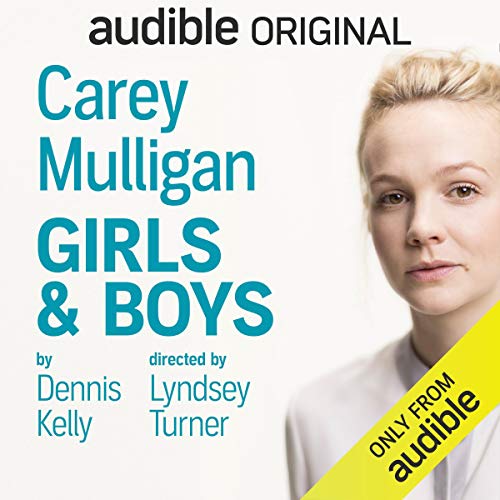 audible ORIGINAL
Carey
Mulligan
GIRLS
& BOYS
by
Dennis
Kelly
directed by
Lyndsey
Turner
ONLY FROM
audible